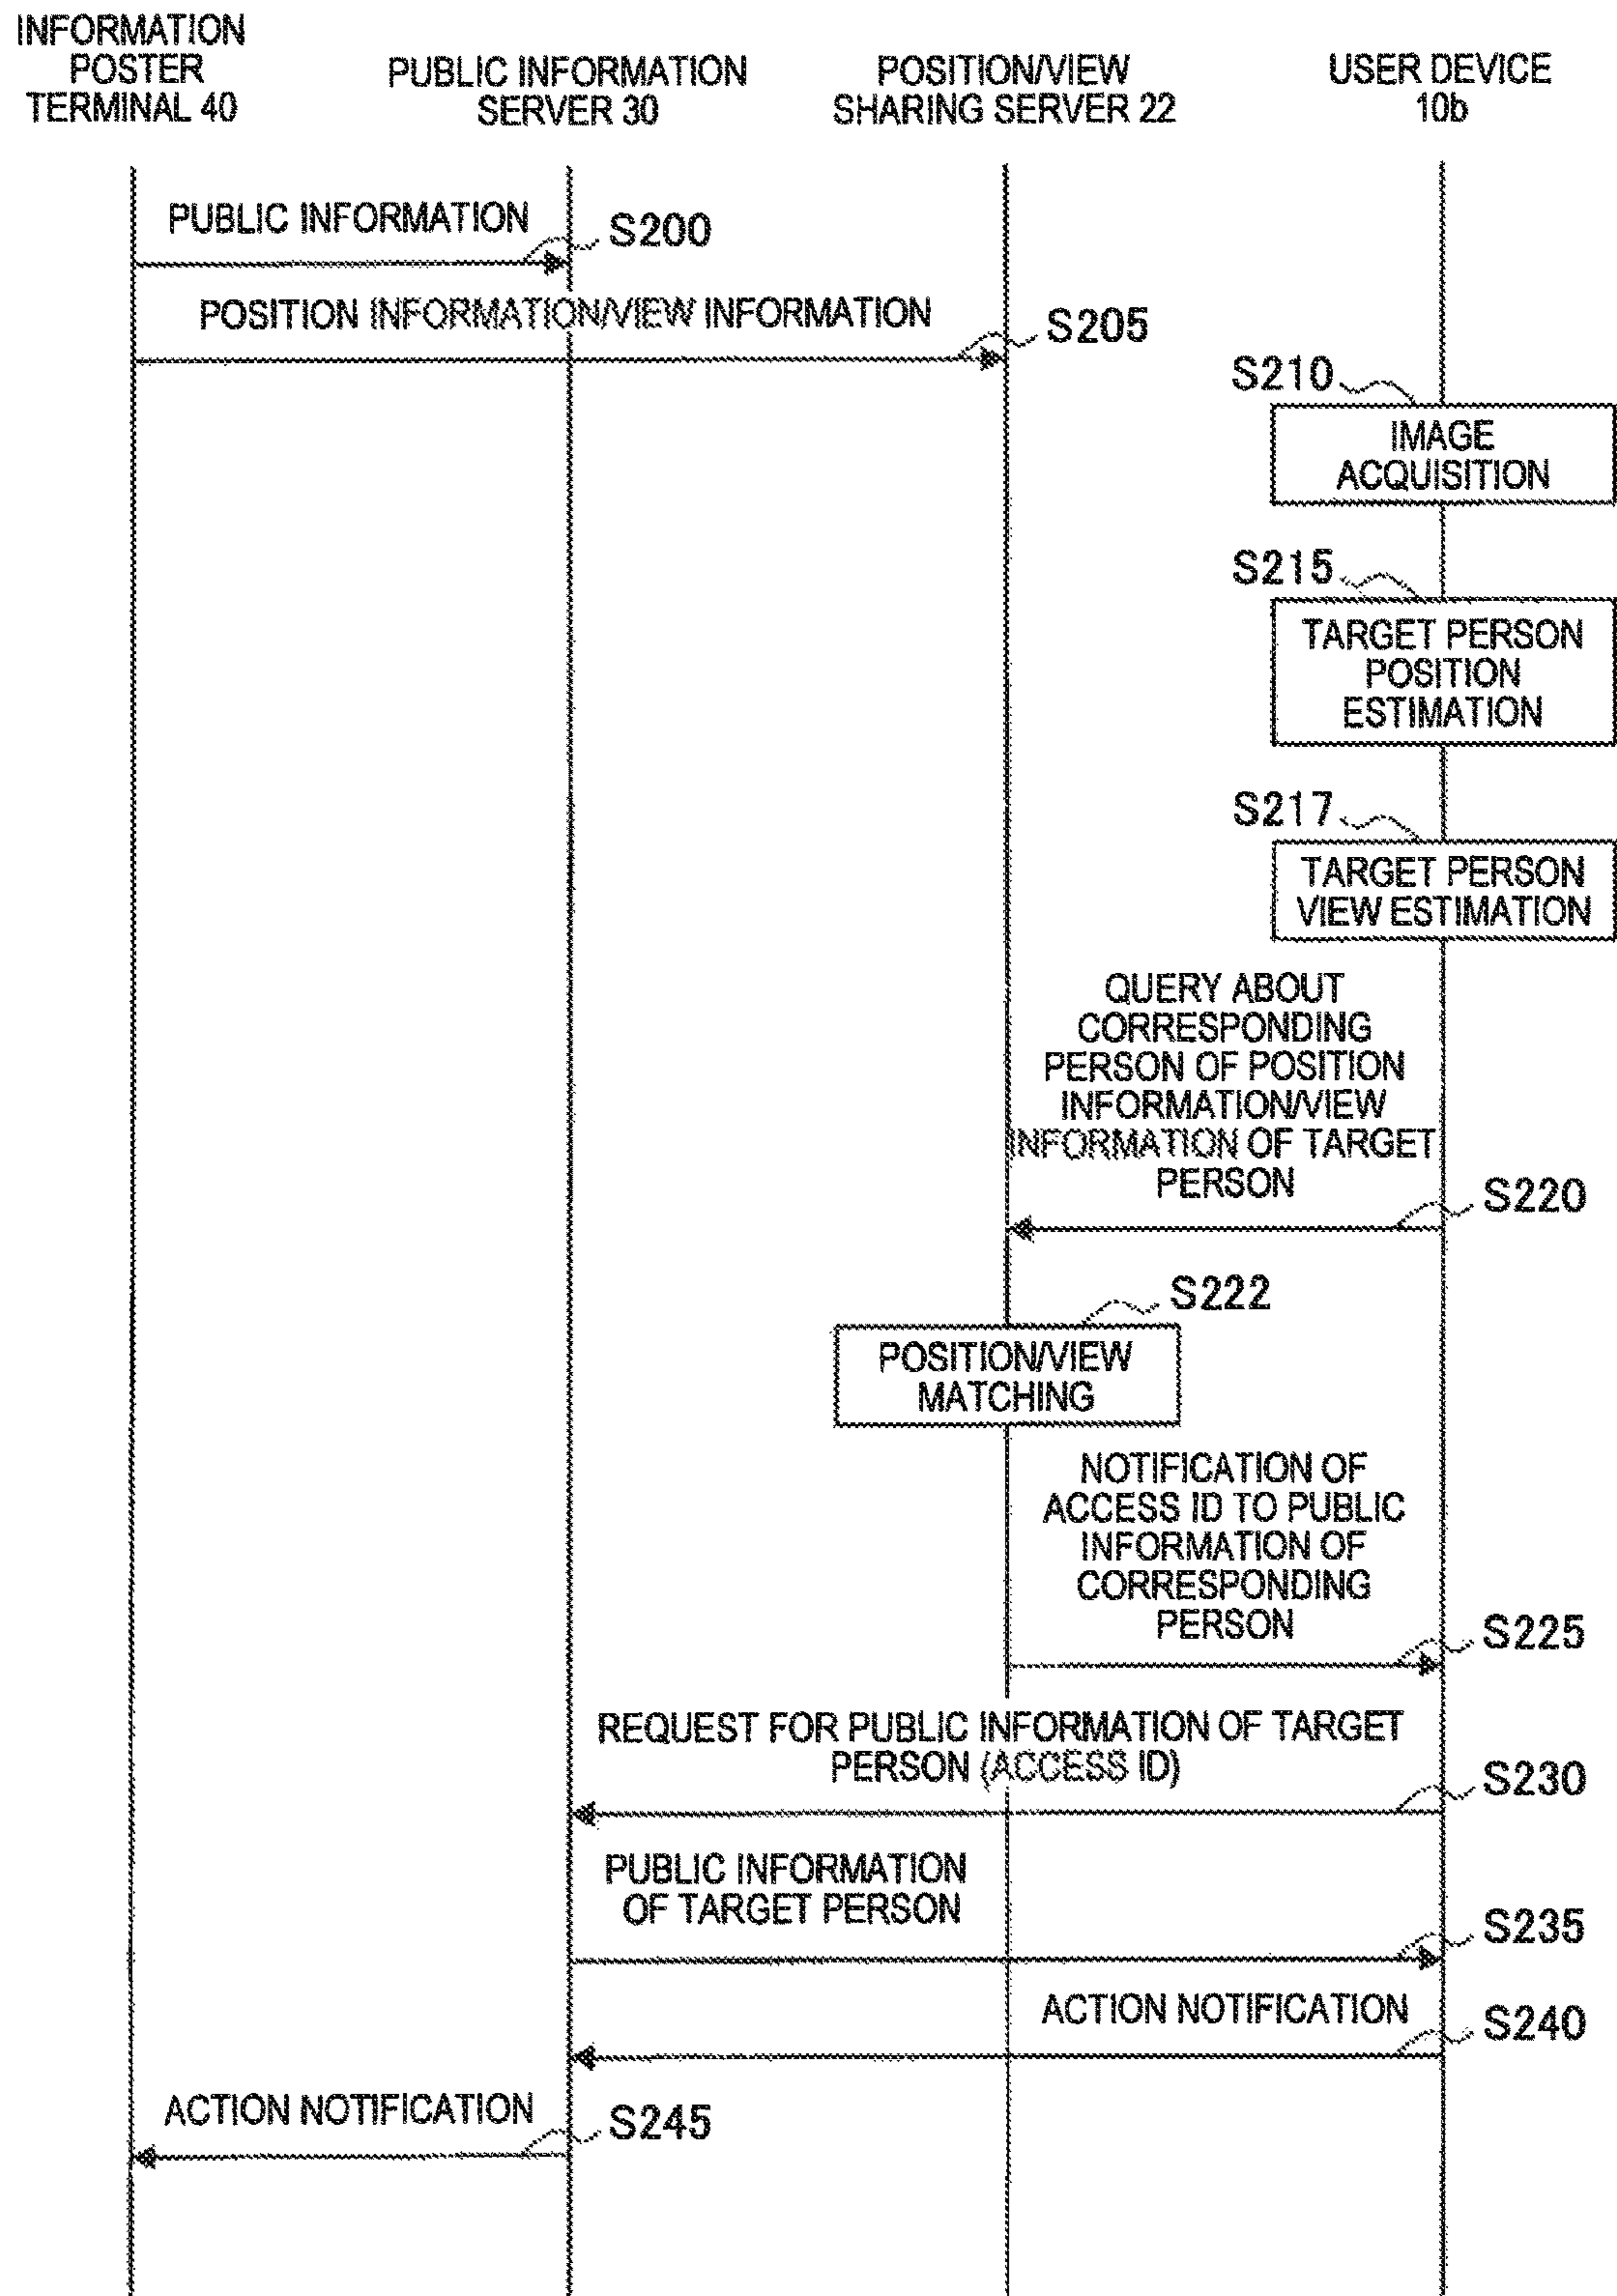 INFORMATION
POSTER
TERMINAL 40
PUBLIC INFORMATION
SERVER 30
POSITION/VIEW
SHARING SERVER 22
USER DEVICE
10b
PUBLIC INFORMATION
S200
POSITION INFORMATION/VIEW INFORMATION
S205
S210
IMAGE
ACQUISITION
S215
TARGET PERSON
POSITION
ESTIMATION
S217
TARGET PERSON
VIEW ESTIMATION
QUERY ABOUT
CORRESPONDING
PERSON OF POSITION
INFORMATION/VIEW
INFORMATION OF TARGET
PERSON
S220
S222
POSITION/VIEW
MATCHING
NOTIFICATION OF
ACCESS ID TO PUBLIC
INFORMATION OF
CORRESPONDING
PERSON
S225
REQUEST FOR PUBLIC INFORMATION OF TARGET
PERSON (ACCESS ID)
S230
PUBLIC INFORMATION
OF TARGET PERSON
S235
ACTION NOTIFICATION
S240
ACTION NOTIFICATION
S245